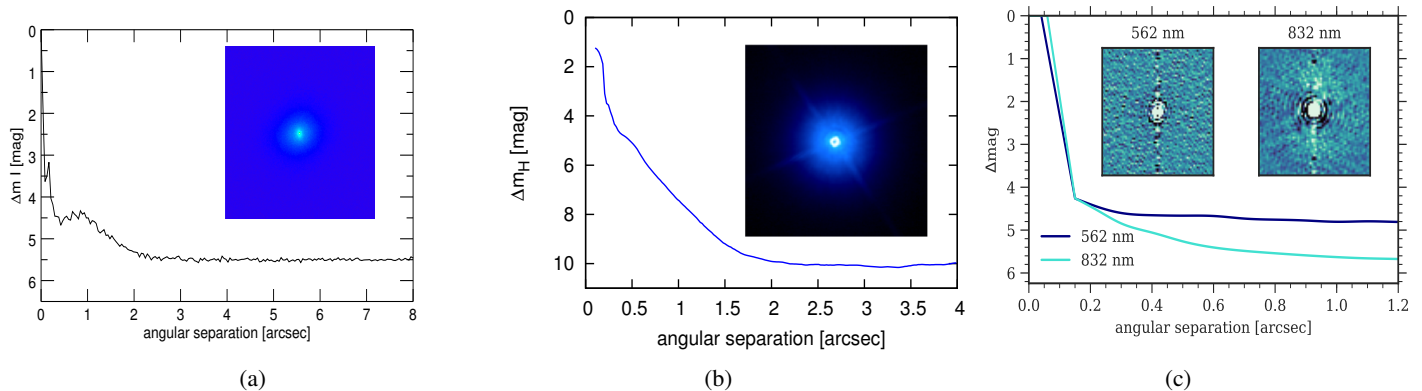 0
1
2
3
4
5
6
Δm I [mag]
0 1 2 3 4 5 6 7 8
angular separation [arcsec]
(a)
0
2
4
6
8
10
Δm_H [mag]
0 0.5 1 1.5 2 2.5 3 3.5 4
angular separation [arcsec]
(b)
562 nm 832 nm
0
1
2
3
4
5
6
Δmag
562 nm
832 nm
0.0 0.2 0.4 0.6 0.8 1.0 1.2
angular separation [arcsec]
(c)